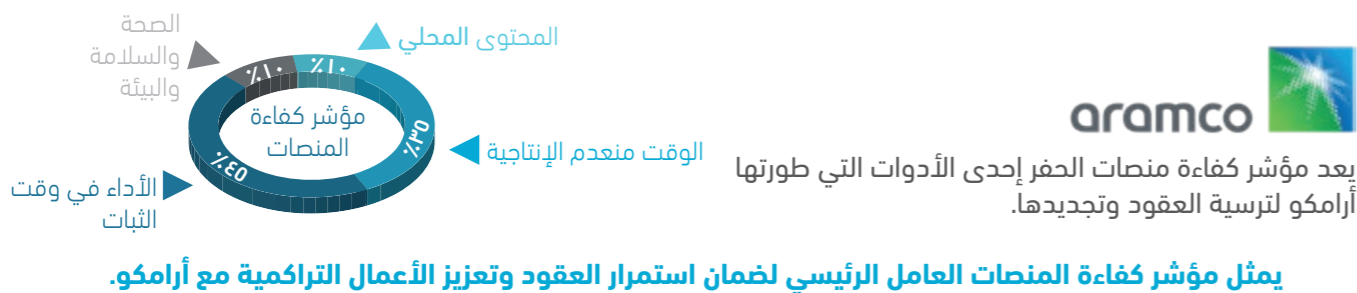 aramco
يعد مؤشر كفاءة منصات الحفر إحدى الأدوات التي طورتها
أرامكو لترسية العقود وتجديدها.
المحتوى المحلي
١٠٪
الصحة
والسلامة
والبيئة
١٠٪
مؤشر كفاءة
المنصات
الوقت منعدم الإنتاجية
٣٥٪
الأداء في وقت
الثبات
٤٥٪
يمثل مؤشر كفاءة المنصات العامل الرئيسي لضمان استمرار العقود وتعزيز الأعمال التراكمية مع أرامكو.